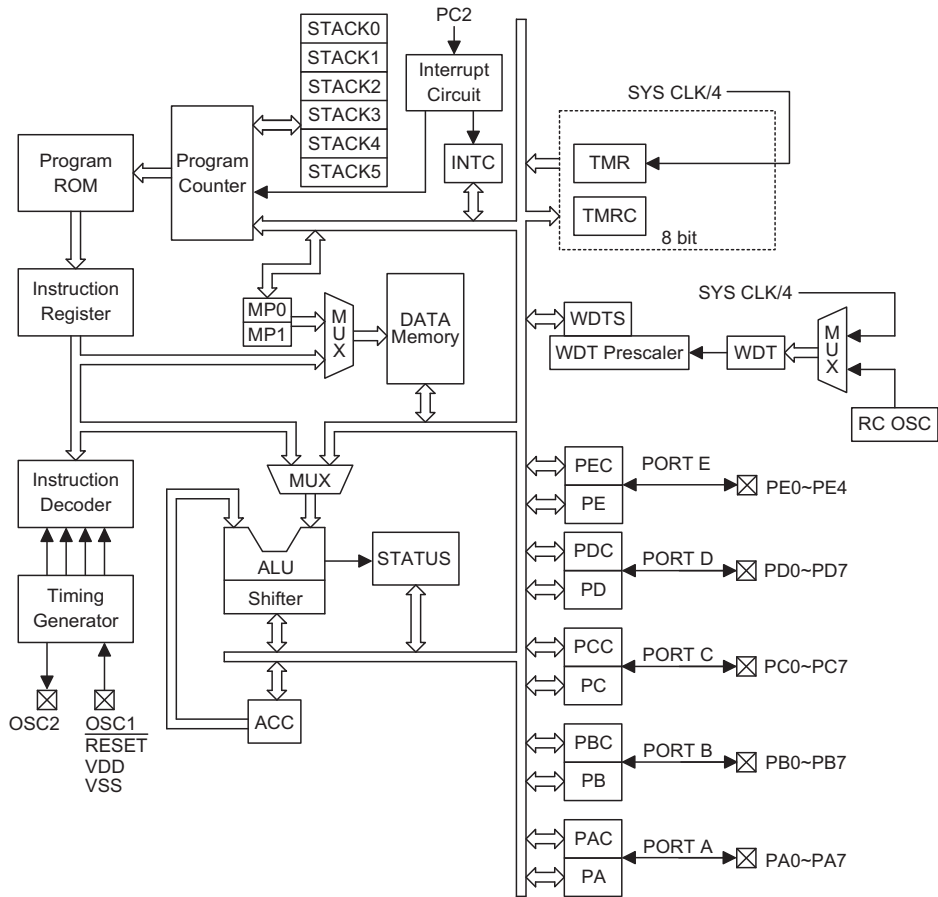 STACK0
STACK1
STACK2
STACK3
STACK4
STACK5
PC2
Interrupt
Circuit
INTC
Program
ROM
Program
Counter
SYS CLK/4
TMR
TMRC
8 bit
Instruction
Register
MP0
MP1
M
U
X
DATA
Memory
SYS CLK/4
WDTS
WDT Prescaler
WDT
M
U
X
RC OSC
Instruction
Decoder
MUX
ALU
Shifter
STATUS
Timing
Generator
OSC2
OSC1
RESET
VDD
VSS
ACC
PEC
PE
PORT E
PE0~PE4
PDC
PD
PORT D
PD0~PD7
PCC
PC
PORT C
PC0~PC7
PBC
PB
PORT B
PB0~PB7
PAC
PA
PORT A
PA0~PA7